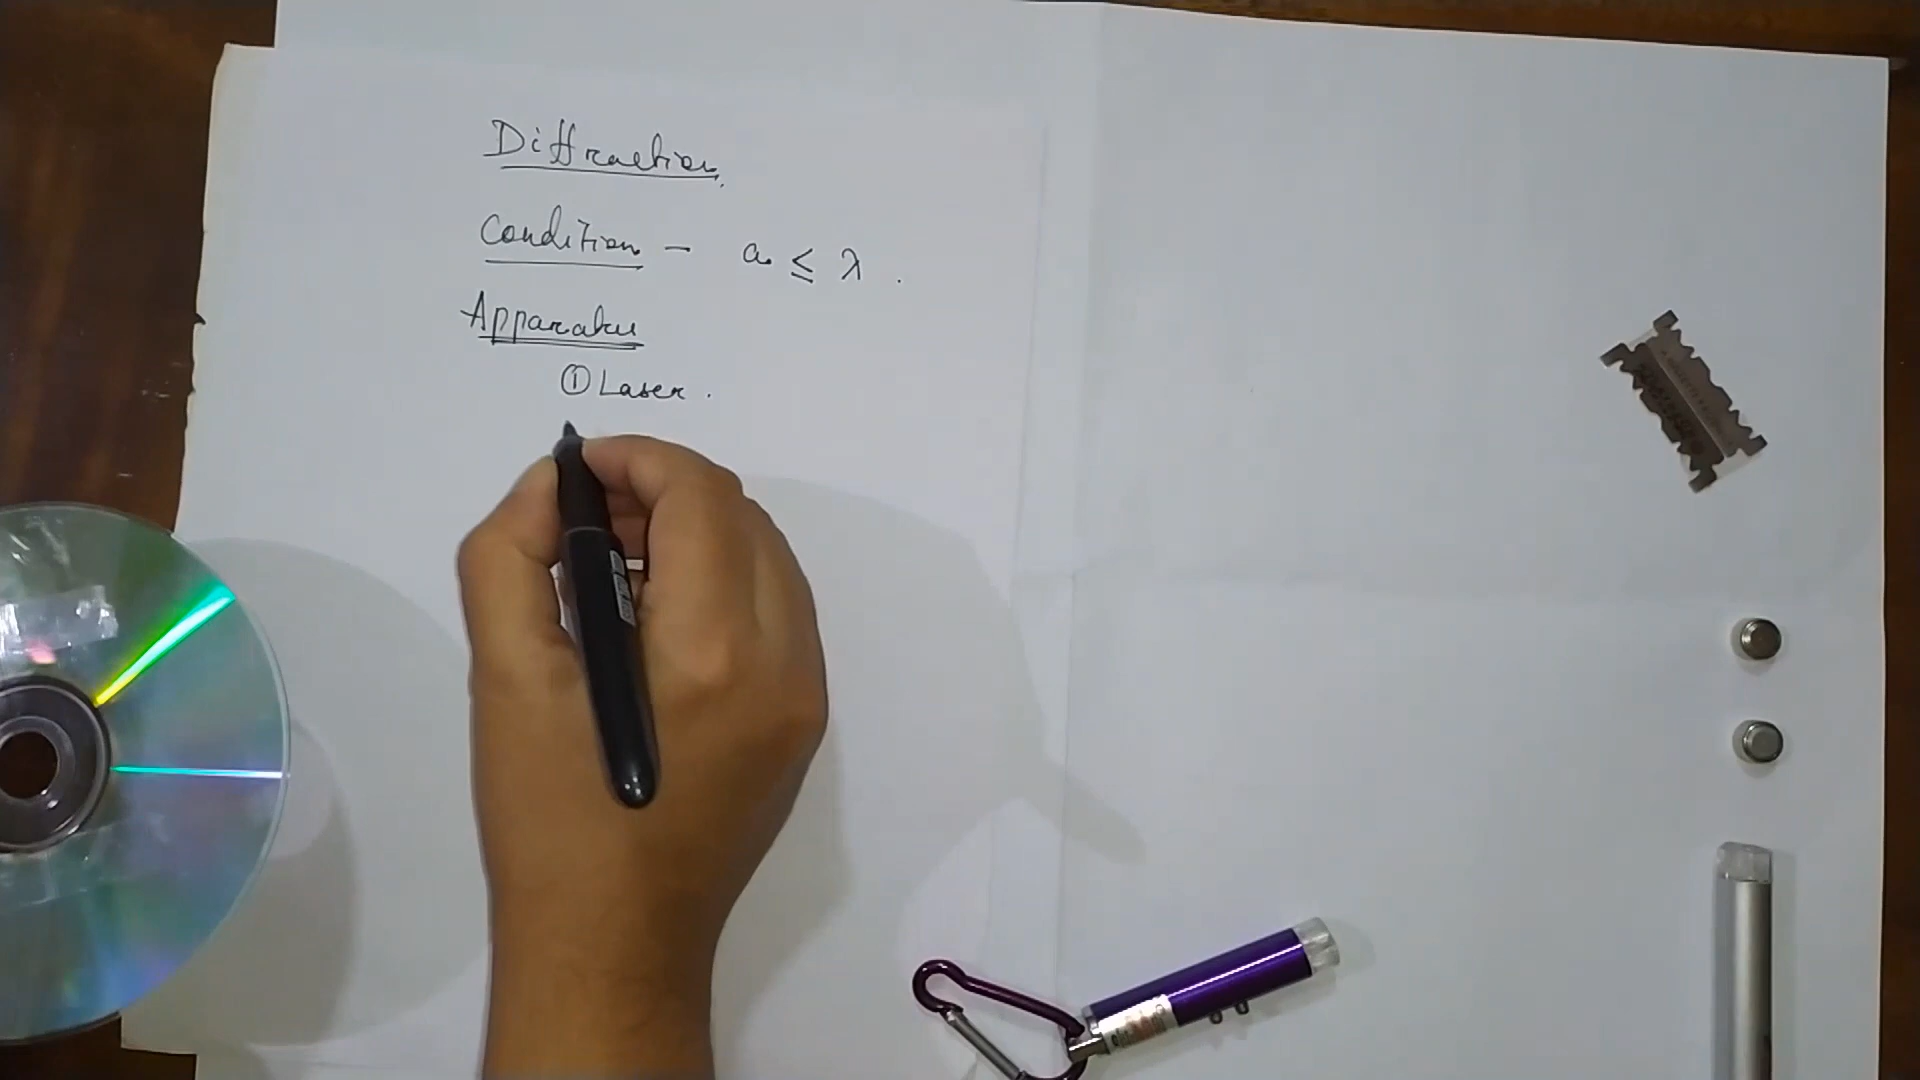 Diffraction.
Condition - a ≤ λ .
Apparatus
① Laser .